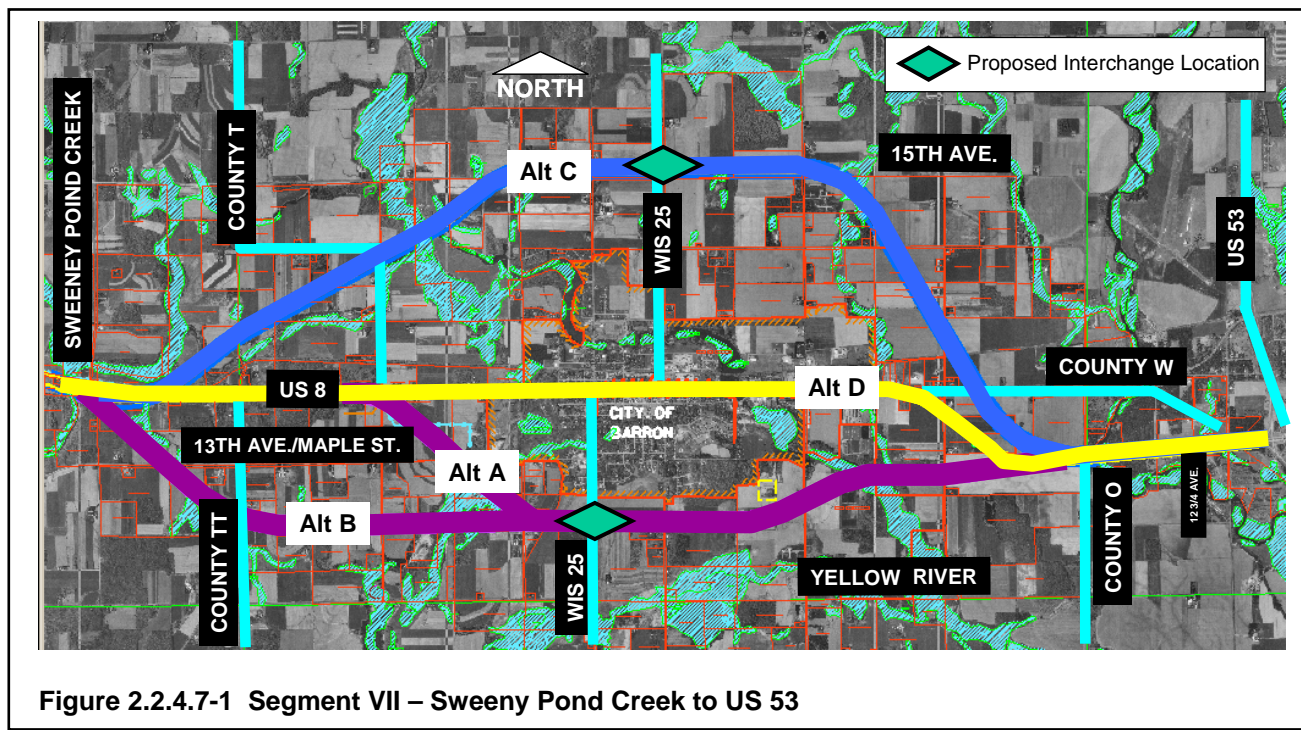 Proposed Interchange Location
NORTH
SWEENEY POND CREEK
COUNTY T
Alt C
WIS 25
15TH AVE.
US 53
US 8
Alt D
COUNTY W
CITY OF
BARRON
13TH AVE./MAPLE ST.
Alt A
Alt B
COUNTY TT
WIS 25
YELLOW RIVER
COUNTY O
12 3/4 AVE.
Figure 2.2.4.7-1 Segment VII – Sweeny Pond Creek to US 53